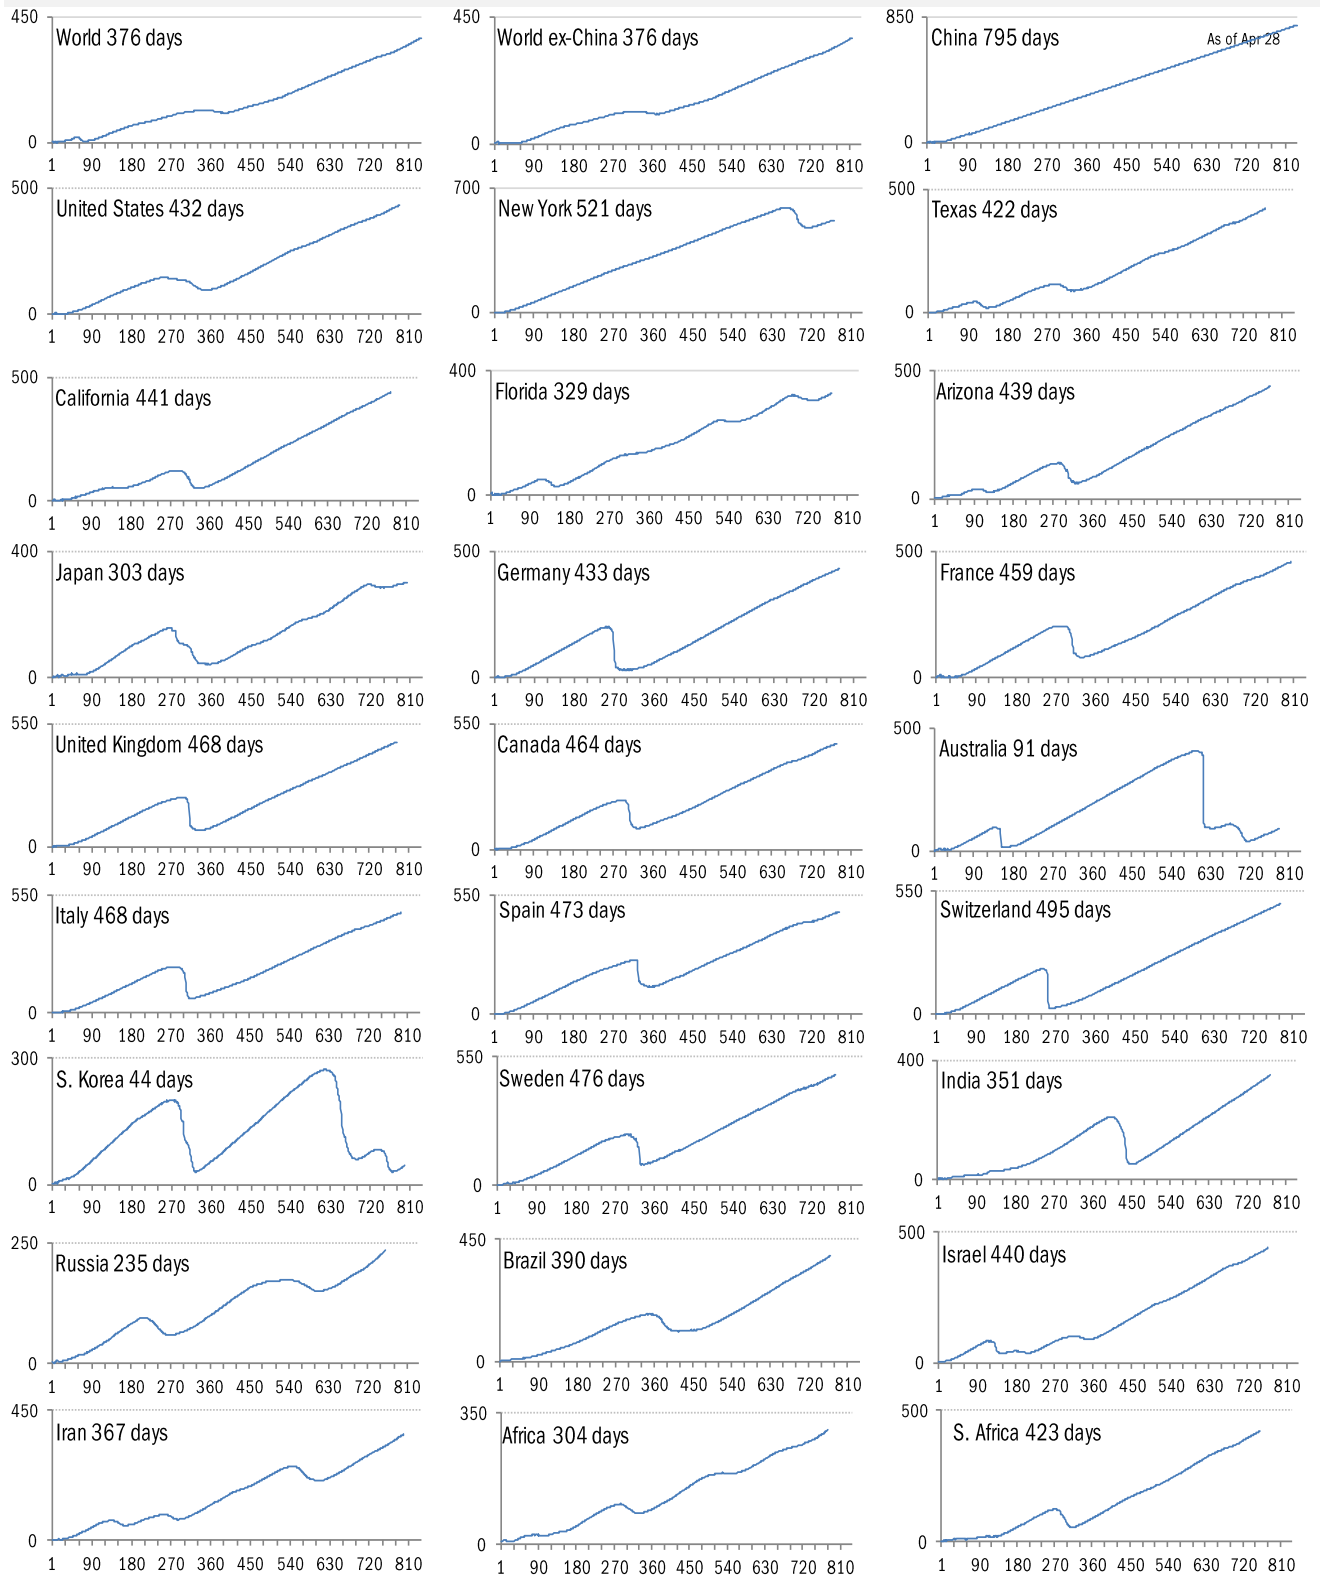 450
World 376 days
0
1 90 180 270 360 450 540 630 720 810
450
World ex-China 376 days
0
1 90 180 270 360 450 540 630 720 810
850
China 795 days
As of Apr 28
0
1 90 180 270 360 450 540 630 720 810
500
United States 432 days
0
1 90 180 270 360 450 540 630 720 810
700
New York 521 days
0
1 90 180 270 360 450 540 630 720 810
500
Texas 422 days
0
1 90 180 270 360 450 540 630 720 810
500
California 441 days
0
1 90 180 270 360 450 540 630 720 810
400
Florida 329 days
0
1 90 180 270 360 450 540 630 720 810
500
Arizona 439 days
0
1 90 180 270 360 450 540 630 720 810
400
Japan 303 days
0
1 90 180 270 360 450 540 630 720 810
500
Germany 433 days
0
1 90 180 270 360 450 540 630 720 810
500
France 459 days
0
1 90 180 270 360 450 540 630 720 810
550
United Kingdom 468 days
0
1 90 180 270 360 450 540 630 720 810
550
Canada 464 days
0
1 90 180 270 360 450 540 630 720 810
500
Australia 91 days
0
1 90 180 270 360 450 540 630 720 810
550
Italy 468 days
0
1 90 180 270 360 450 540 630 720 810
550
Spain 473 days
0
1 90 180 270 360 450 540 630 720 810
550
Switzerland 495 days
0
1 90 180 270 360 450 540 630 720 810
300
S. Korea 44 days
0
1 90 180 270 360 450 540 630 720 810
550
Sweden 476 days
0
1 90 180 270 360 450 540 630 720 810
400
India 351 days
0
1 90 180 270 360 450 540 630 720 810
250
Russia 235 days
0
1 90 180 270 360 450 540 630 720 810
450
Brazil 390 days
0
1 90 180 270 360 450 540 630 720 810
500
Israel 440 days
0
1 90 180 270 360 450 540 630 720 810
450
Iran 367 days
0
1 90 180 270 360 450 540 630 720 810
350
Africa 304 days
0
1 90 180 270 360 450 540 630 720 810
500
S. Africa 423 days
0
1 90 180 270 360 450 540 630 720 810